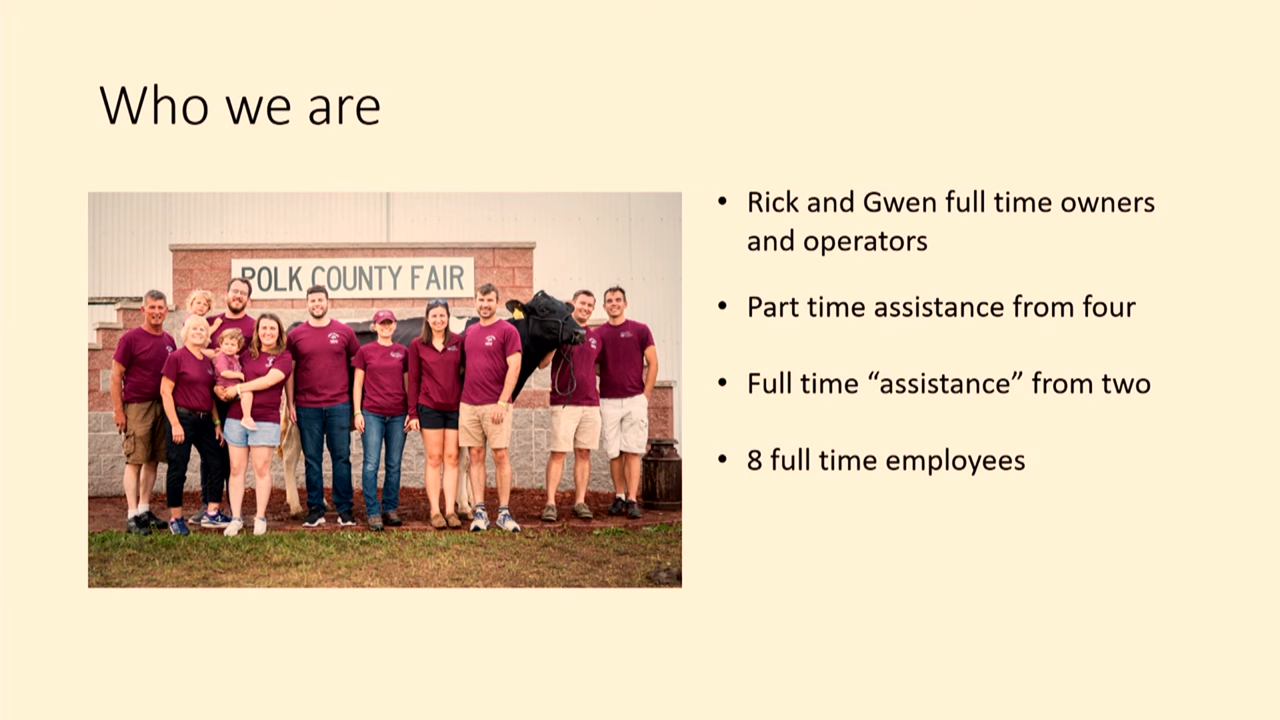 Who we are
POLK COUNTY FAIR
• Rick and Gwen full time owners
and operators
• Part time assistance from four
• Full time “assistance” from two
• 8 full time employees